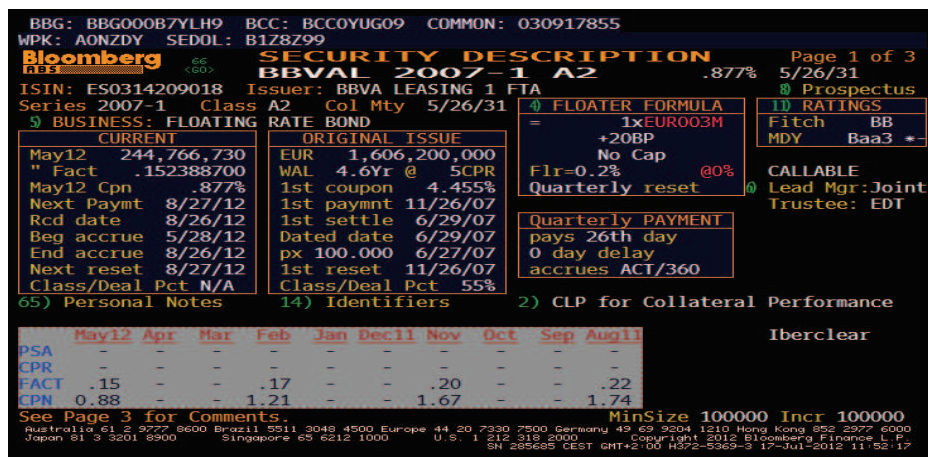 BBG: BBG000B7YLH9 BCC: BCC0YUG09 COMMON: 030917855
WPK: A0NZDY SEDOL: B1Z8Z99
Bloomberg 66 SECURITY DESCRIPTION Page 1 of 3
ABS <GO> BBVAL 2007-1 A2 .877% 5/26/31
ISIN: ES0314209018 Issuer: BBVA LEASING 1 FTA 8) Prospectus
Series 2007-1 Class A2 Col Mty 5/26/31 4) FLOATER FORMULA 11) RATINGS
5) BUSINESS: FLOATING RATE BOND = 1xEUR003M Fitch BB
CURRENT ORIGINAL ISSUE +20BP MDY Baa3 *-
May12 244,766,730 EUR 1,606,200,000 No Cap
" Fact .152388700 WAL 4.6Yr @ 5CPR Flr=0.2% @0% CALLABLE
May12 Cpn .877% 1st coupon 4.455% Quarterly reset 6) Lead Mgr:Joint
Next Paymt 8/27/12 1st paymnt 11/26/07 Trustee: EDT
Rcd date 8/26/12 1st settle 6/29/07 Quarterly PAYMENT
Beg accrue 5/28/12 Dated date 6/29/07 pays 26th day
End accrue 8/26/12 px 100.000 6/27/07 0 day delay
Next reset 8/27/12 1st reset 11/26/07 accrues ACT/360
Class/Deal Pct N/A Class/Deal Pct 55%
65) Personal Notes 14) Identifiers 2) CLP for Collateral Performance
May12 Apr Mar Feb Jan Dec11 Nov Oct Sep Aug11 Iberclear
PSA - - - - - - - - - -
CPR - - - - - - - - - -
FACT .15 - - .17 - - .20 - - .22
CPN 0.88 - - 1.21 - - 1.67 - - 1.74
See Page 3 for Comments. MinSize 100000 Incr 100000
Australia 61 2 9777 8600 Brazil 5511 3048 4500 Europe 44 20 7330 7500 Germany 49 69 9204 1210 Hong Kong 852 2977 6000
Japan 81 3 3201 8900 Singapore 65 6212 1000 U.S. 1 212 318 2000 Copyright 2012 Bloomberg Finance L.P.
SN 285685 CEST GMT+2:00 H372-5369-3 17-Jul-2012 11:52:17